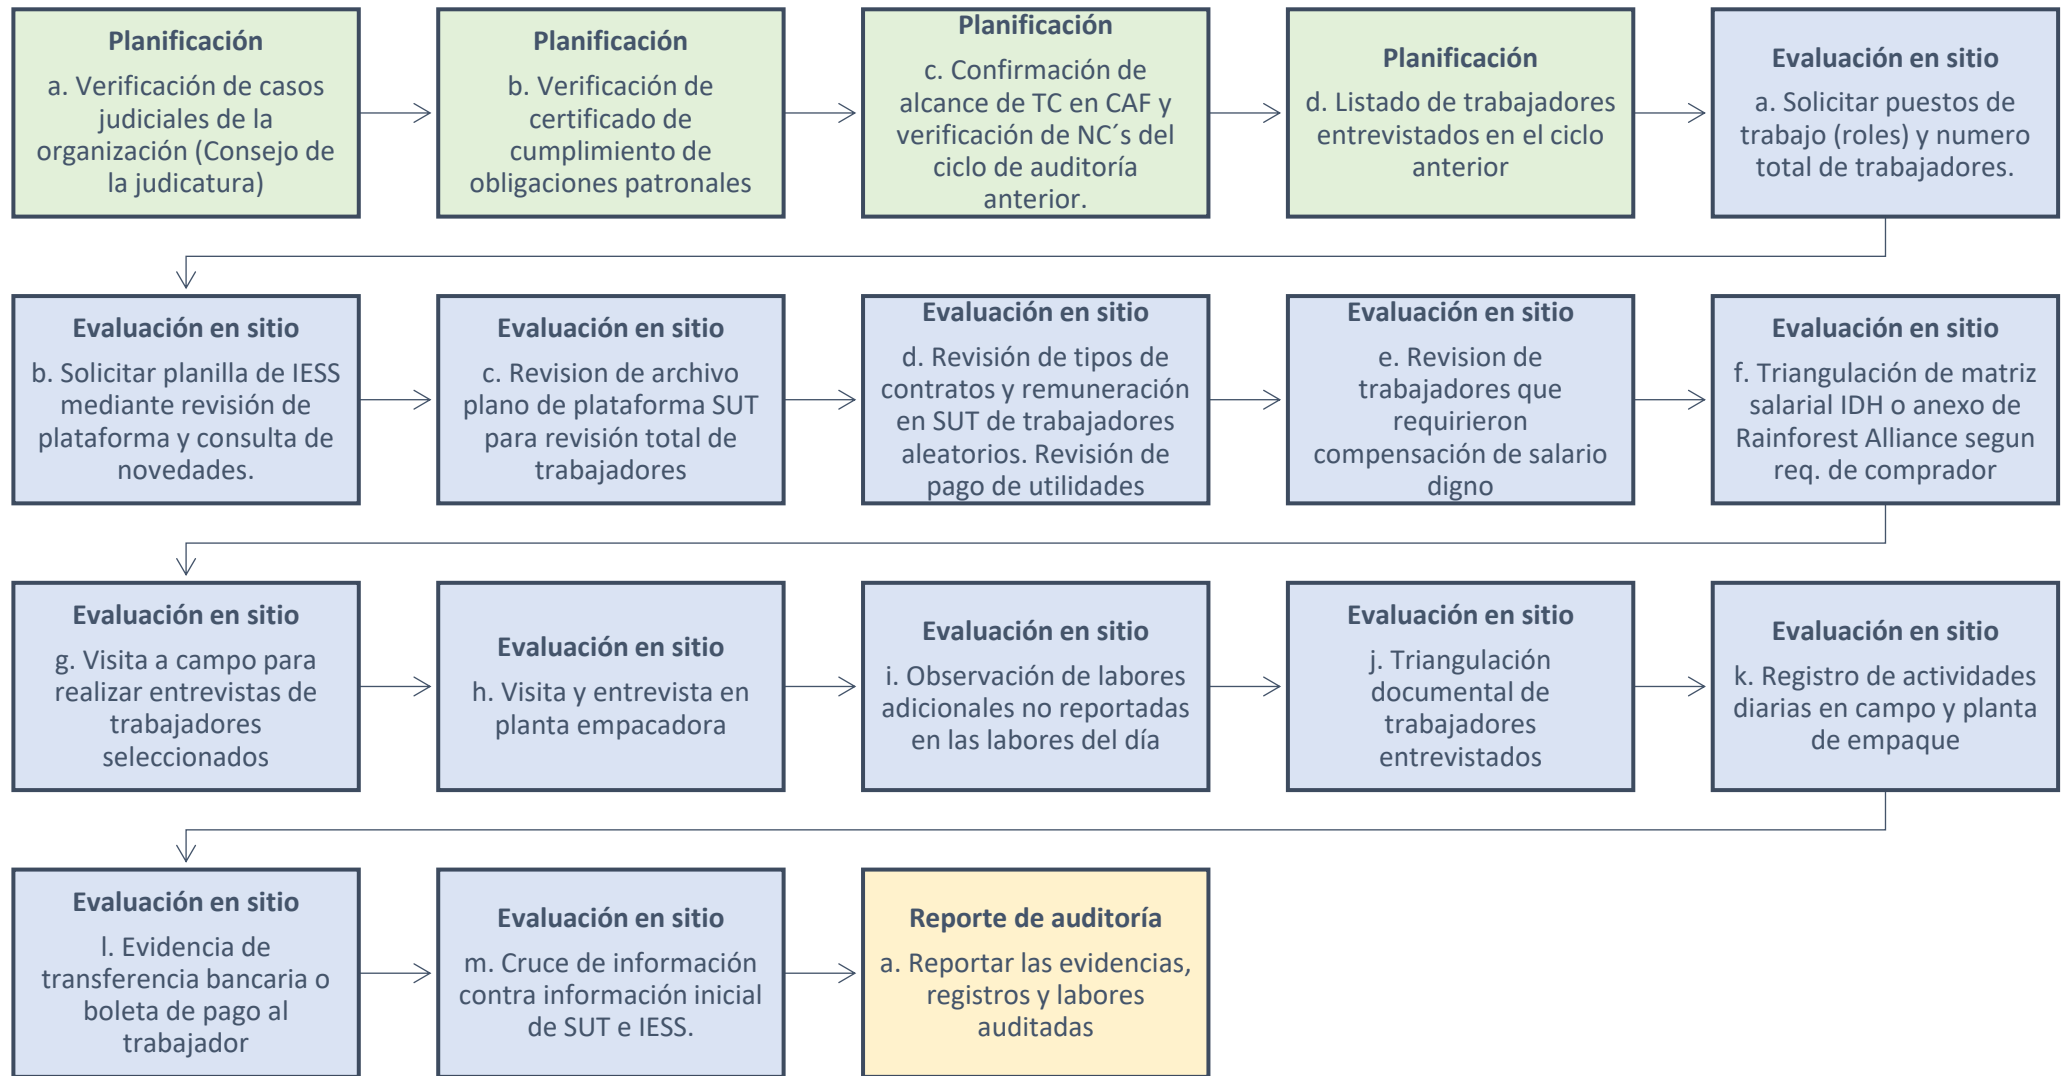 Planificación
a. Verificación de casos
judiciales de la
organización (Consejo de
la judicatura)
Planificación
b. Verificación de
certificado de
cumplimiento de
obligaciones patronales
Planificación
c. Confirmación de
alcance de TC en CAF y
verificación de NC´s del
ciclo de auditoría
anterior.
Planificación
d. Listado de trabajadores
entrevistados en el ciclo
anterior
Evaluación en sitio
a. Solicitar puestos de
trabajo (roles) y numero
total de trabajadores.
Evaluación en sitio
b. Solicitar planilla de IESS
mediante revisión de
plataforma y consulta de
novedades.
Evaluación en sitio
c. Revision de archivo
plano de plataforma SUT
para revisión total de
trabajadores
Evaluación en sitio
d. Revisión de tipos de
contratos y remuneración
en SUT de trabajadores
aleatorios. Revisión de
pago de utilidades
Evaluación en sitio
e. Revision de
trabajadores que
requirieron
compensación de salario
digno
Evaluación en sitio
f. Triangulación de matriz
salarial IDH o anexo de
Rainforest Alliance segun
req. de comprador
Evaluación en sitio
g. Visita a campo para
realizar entrevistas de
trabajadores
seleccionados
Evaluación en sitio
h. Visita y entrevista en
planta empacadora
Evaluación en sitio
i. Observación de labores
adicionales no reportadas
en las labores del día
Evaluación en sitio
j. Triangulación
documental de
trabajadores
entrevistados
Evaluación en sitio
k. Registro de actividades
diarias en campo y planta
de empaque
Evaluación en sitio
l. Evidencia de
transferencia bancaria o
boleta de pago al
trabajador
Evaluación en sitio
m. Cruce de información
contra información inicial
de SUT e IESS.
Reporte de auditoría
a. Reportar las evidencias,
registros y labores
auditadas